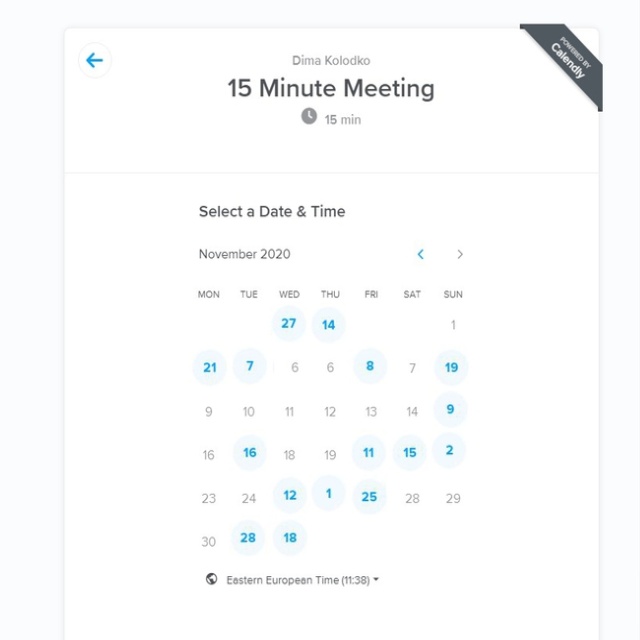 POWERED BY
Calendly
Dima Kolodko
15 Minute Meeting
15 min
Select a Date & Time
November 2020
MON TUE WED THU FRI SAT SUN
27 14 1
21 7 6 6 8 7 19
9 10 11 12 13 14 9
16 16 18 19 11 15 2
23 24 12 1 25 28 29
30 28 18
Eastern European Time (11:38)